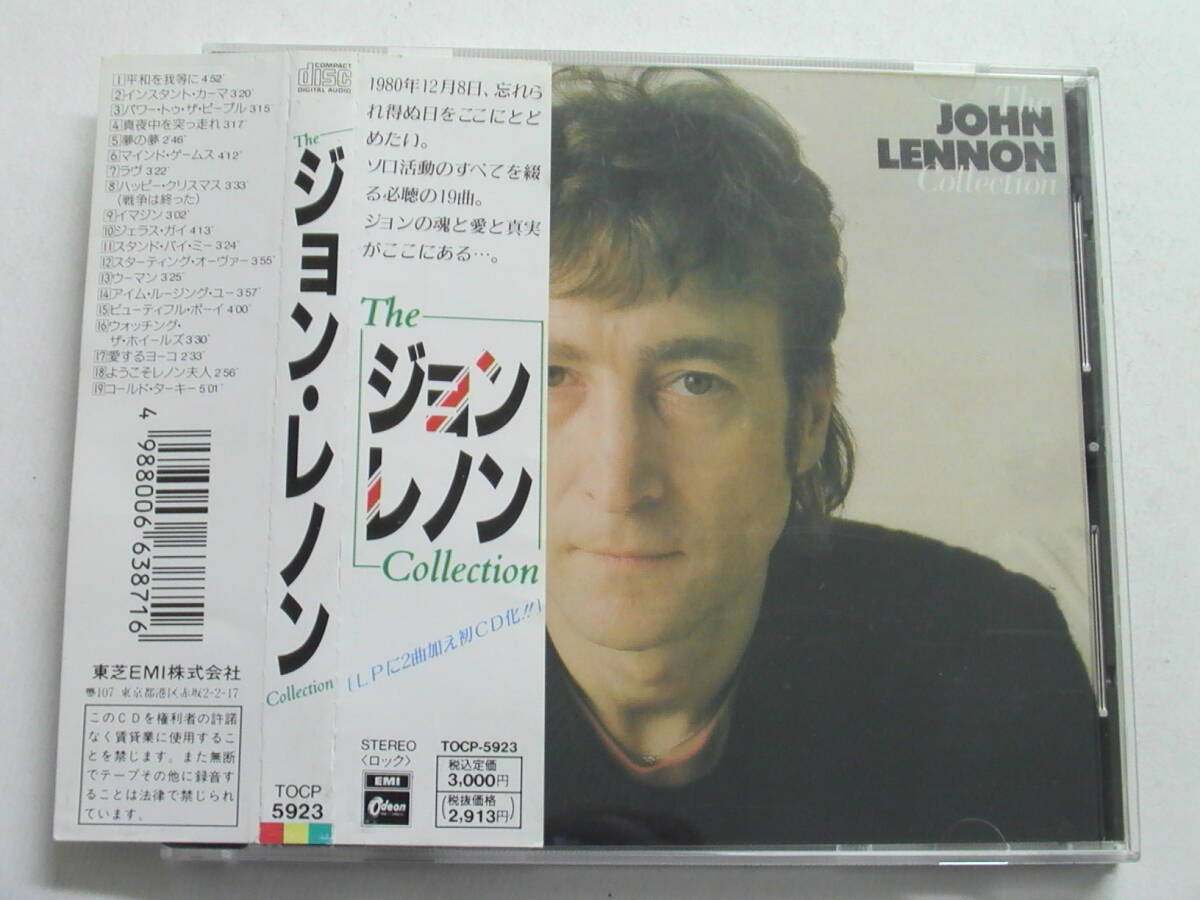 1平和を我等に 4'52"
2インスタント・カーマ 3'20"
3パワー・トゥ・ザ・ピープル 3'15
4真夜中を突っ走れ 3'17"
5夢の夢 2'46"
6マインド・ゲームス 4'12"
7ラヴ 3'22"
8ハッピー・クリスマス 3'33"
(戦争は終った)
9イマジン 3'02"
10ジェラス・ガイ 4'13"
11スタンド・バイ・ミー 3'24"
12スターティング・オーヴァー 3'55"
13ウーマン 3'25"
14アイム・ルージング・ユー 3'57"
15ビューティフル・ボーイ 4'00"
16ウォッチング・
ザ・ホイールズ 3'30"
17愛するヨーコ 2'33"
18ようこそレノン夫人 2'56"
19コールド・ターキー 5'01"
4 988006 638716
東芝EMI株式会社
〠107 東京都港区赤坂2-2-17
このCDを権利者の許諾
なく賃貸業に使用するこ
とを禁じます。また無断
でテープその他に録音す
ることは法律で禁じられ
ています。
COMPACT
disc
DIGITAL AUDIO
The
ジョン・レノン
Collection
TOCP
5923
1980年12月8日、忘れら
れ得ぬ日をここにとど
めたい。
ソロ活動のすべてを綴
る必聴の19曲。
ジョンの魂と愛と真実
がここにある…。
The
ジョン
レノン
Collection
(LPに2曲加え初CD化!!)
STEREO
〈ロック〉
EMI
Odeon
TOCP-5923
税込定価
3,000円
(税抜価格
2,913円)
The
JOHN
LENNON
Collection